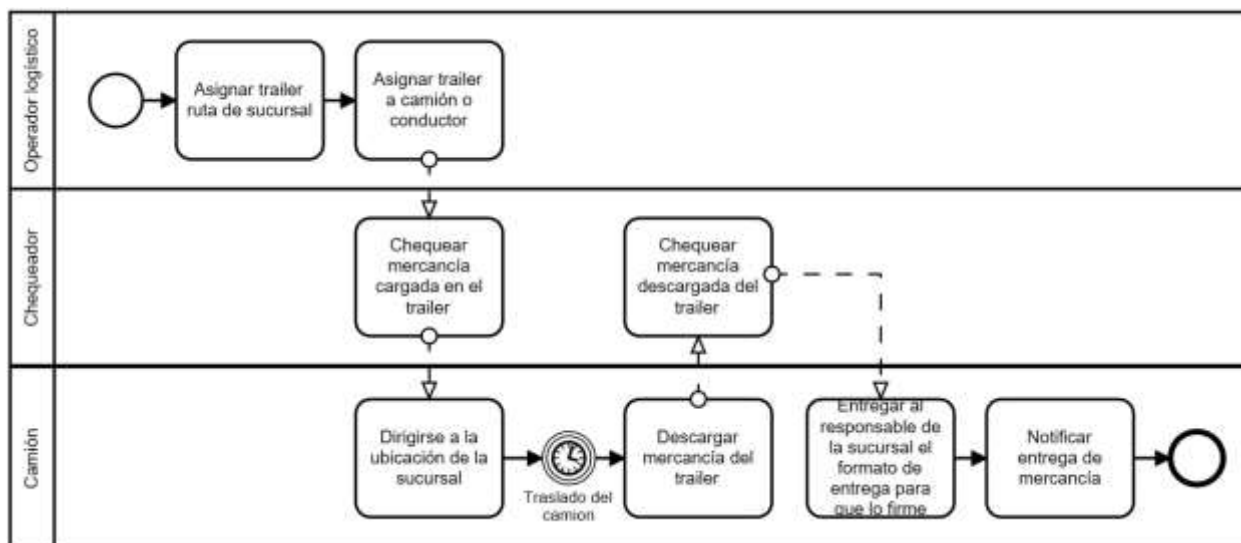 Operador logístico
Asignar trailer
ruta de sucursal
Asignar trailer
a camión o
conductor
Chequeador
Chequear
mercancía
cargada en el
trailer
Chequear
mercancía
descargada del
trailer
Camión
Dirigirse a la
ubicación de la
sucursal
Traslado del
camion
Descargar
mercancía del
trailer
Entregar al
responsable de
la sucursal el
formato de
entrega para
que lo firme
Notificar
entrega de
mercancía